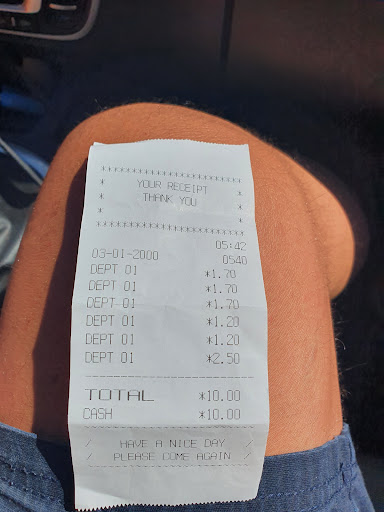 ************************
* YOUR RECEIPT *
* THANK YOU *
* *
************************
05:42
03-01-2000 0540
DEPT 01 *1.70
DEPT 01 *1.70
DEPT 01 *1.70
DEPT 01 *1.20
DEPT 01 *1.20
DEPT 01 *2.50
TOTAL *10.00
CASH *10.00
/ HAVE A NICE DAY /
/ PLEASE COME AGAIN /